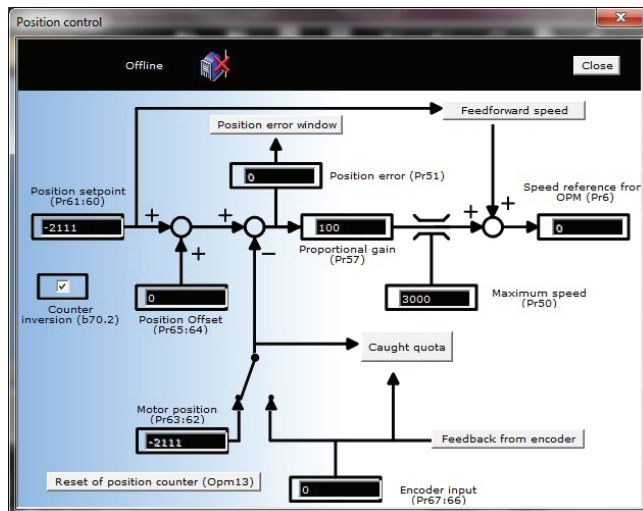 Position control
Offline
Close
Feedforward speed
Position error window
0
Position error (Pr51)
Position setpoint
(Pr61:60)
-2111
+
+
+
-
100
Proportional gain
(Pr57)
+
+
Speed reference fror
OPM (Pr6)
0
Counter
inversion (b70.2)
0
Position Offset
(Pr65:64)
3000
Maximum speed
(Pr50)
Caught quota
Motor position
(Pr63:62)
-2111
Feedback from encoder
Reset of position counter (Opm13)
0
Encoder input
(Pr67:66)